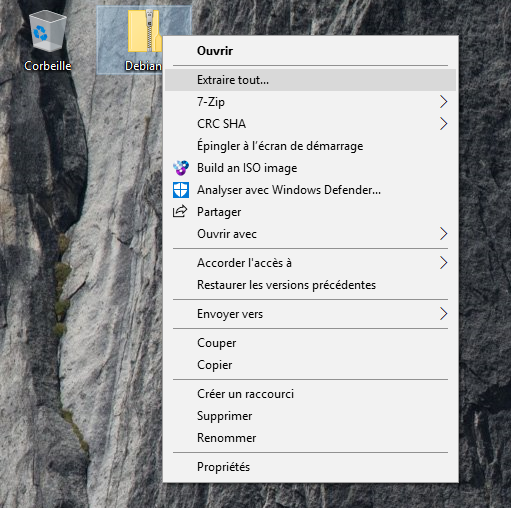 Corbeille
Debian
Ouvrir
Extraire tout...
7-Zip
CRC SHA
Épingler à l'écran de démarrage
Build an ISO image
Analyser avec Windows Defender...
Partager
Ouvrir avec
Accorder l'accès à
Restaurer les versions précédentes
Envoyer vers
Couper
Copier
Créer un raccourci
Supprimer
Renommer
Propriétés